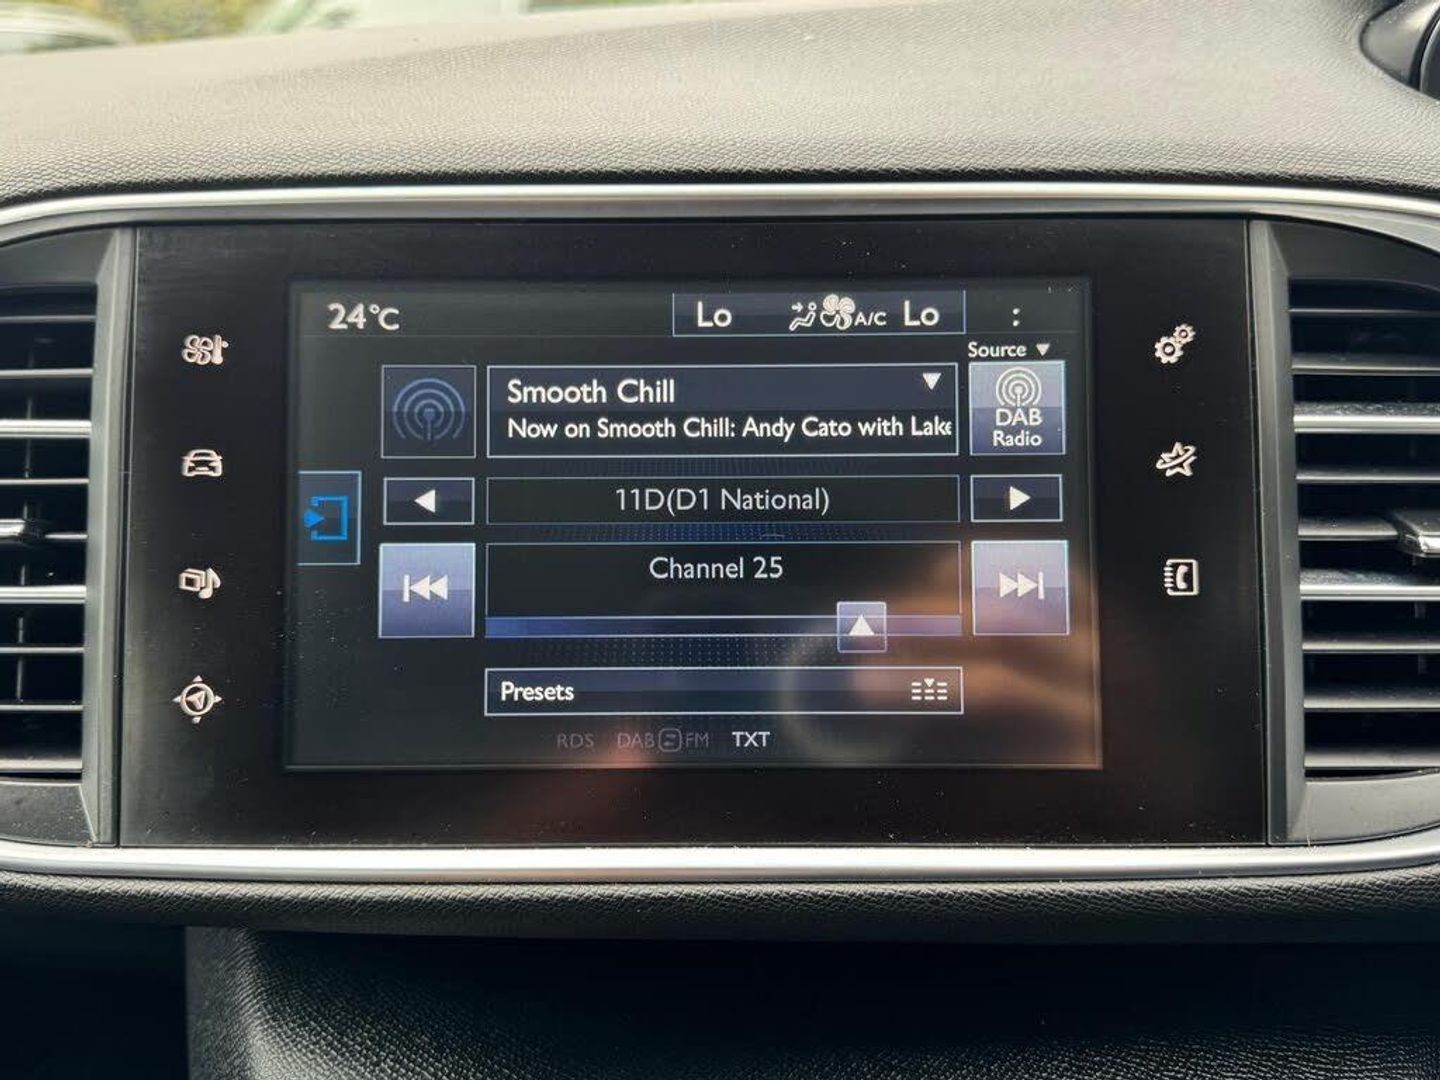 24°C
Lo A/C Lo :
Source
Smooth Chill
Now on Smooth Chill: Andy Cato with Lake
DAB
Radio
11D(D1 National)
Channel 25
Presets
RDS DAB FM TXT